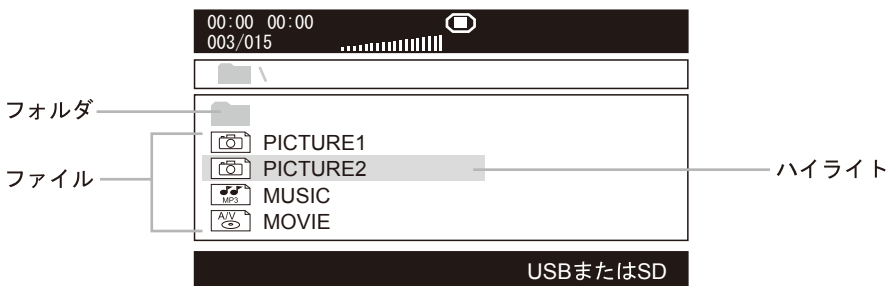 00:00 00:00
003/015
\
フォルダ
PICTURE1
PICTURE2
ファイル
ハイライト
MP3
MUSIC
A/V
MOVIE
USBまたはSD